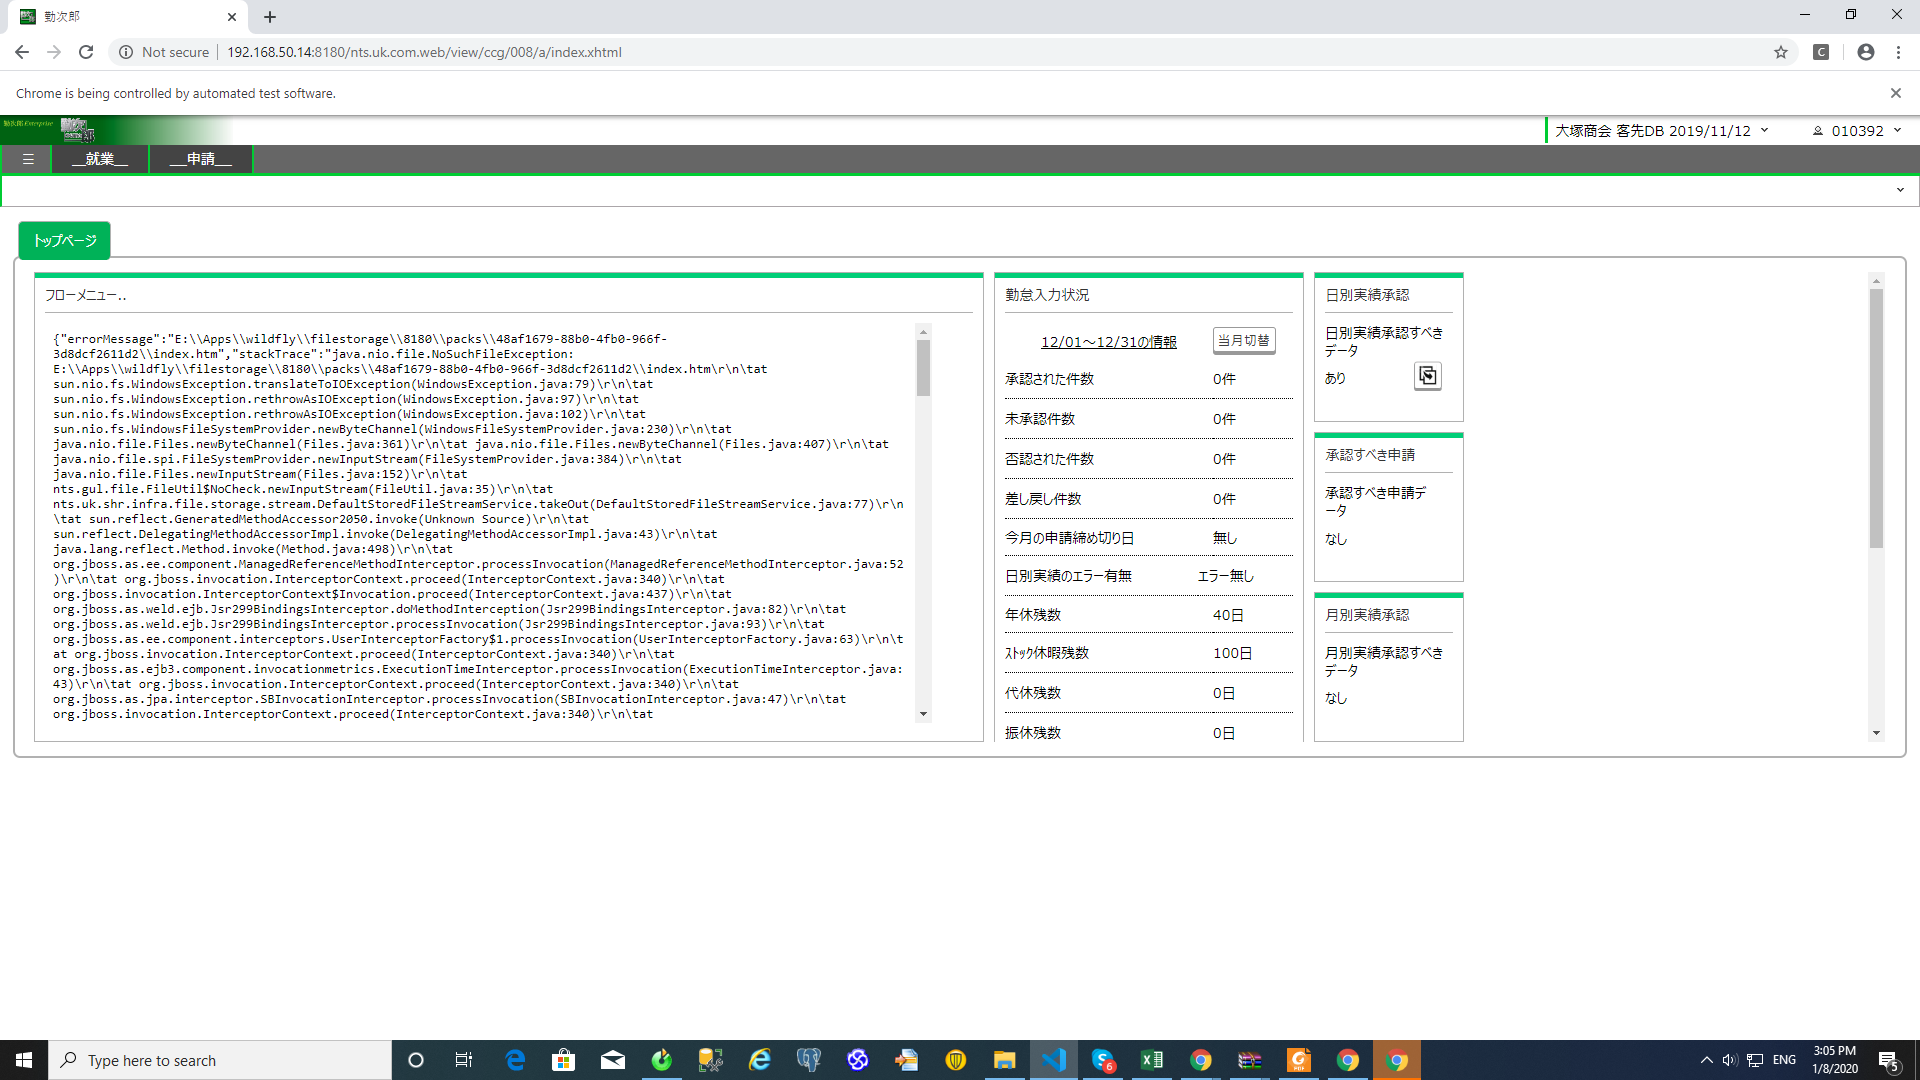 勤次郎
Not secure
192.168.50.14:8180/nts.uk.com.web/view/ccg/008/a/index.xhtml
C
Chrome is being controlled by automated test software.
勤次郎 Enterprise
大塚商会 客先DB 2019/11/12
010392
__就業__
__申請__
トップページ
フローメニュー..
{"errorMessage":"E:\\Apps\\wildfly\\filestorage\\8180\\packs\\48af1679-88b0-4fb0-966f-
3d8dcf2611d2\\index.htm","stackTrace":"java.nio.file.NoSuchFileException:
E:\\Apps\\wildfly\\filestorage\\8180\\packs\\48af1679-88b0-4fb0-966f-3d8dcf2611d2\\index.htm\r\n\tat
sun.nio.fs.WindowsException.translateToIOException(WindowsException.java:79)\r\n\tat
sun.nio.fs.WindowsException.rethrowAsIOException(WindowsException.java:97)\r\n\tat
sun.nio.fs.WindowsException.rethrowAsIOException(WindowsException.java:102)\r\n\tat
sun.nio.fs.WindowsFileSystemProvider.newByteChannel(WindowsFileSystemProvider.java:230)\r\n\tat
java.nio.file.Files.newByteChannel(Files.java:361)\r\n\tat java.nio.file.Files.newByteChannel(Files.java:407)\r\n\tat
java.nio.file.spi.FileSystemProvider.newInputStream(FileSystemProvider.java:384)\r\n\tat
java.nio.file.Files.newInputStream(Files.java:152)\r\n\tat
nts.gul.file.FileUtil$NoCheck.newInputStream(FileUtil.java:35)\r\n\tat
nts.uk.shr.infra.file.storage.stream.DefaultStoredFileStreamService.takeOut(DefaultStoredFileStreamService.java:77)\r\n
\tat sun.reflect.GeneratedMethodAccessor2050.invoke(Unknown Source)\r\n\tat
sun.reflect.DelegatingMethodAccessorImpl.invoke(DelegatingMethodAccessorImpl.java:43)\r\n\tat
java.lang.reflect.Method.invoke(Method.java:498)\r\n\tat
org.jboss.as.ee.component.ManagedReferenceMethodInterceptor.processInvocation(ManagedReferenceMethodInterceptor.java:52
)\r\n\tat org.jboss.invocation.InterceptorContext.proceed(InterceptorContext.java:340)\r\n\tat
org.jboss.invocation.InterceptorContext$Invocation.proceed(InterceptorContext.java:437)\r\n\tat
org.jboss.as.weld.ejb.Jsr299BindingsInterceptor.doMethodInterception(Jsr299BindingsInterceptor.java:82)\r\n\tat
org.jboss.as.weld.ejb.Jsr299BindingsInterceptor.processInvocation(Jsr299BindingsInterceptor.java:93)\r\n\tat
org.jboss.as.ee.component.interceptors.UserInterceptorFactory$1.processInvocation(UserInterceptorFactory.java:63)\r\n\t
at org.jboss.invocation.InterceptorContext.proceed(InterceptorContext.java:340)\r\n\tat
org.jboss.as.ejb3.component.invocationmetrics.ExecutionTimeInterceptor.processInvocation(ExecutionTimeInterceptor.java:
43)\r\n\tat org.jboss.invocation.InterceptorContext.proceed(InterceptorContext.java:340)\r\n\tat
org.jboss.as.jpa.interceptor.SBInvocationInterceptor.processInvocation(SBInvocationInterceptor.java:47)\r\n\tat
org.jboss.invocation.InterceptorContext.proceed(InterceptorContext.java:340)\r\n\tat
勤怠入力状況
12/01～12/31の情報 当月切替
承認された件数 0件
未承認件数 0件
否認された件数 0件
差し戻し件数 0件
今月の申請締め切り日 無し
日別実績のエラー有無 エラー無し
年休残数 40日
ｽﾄｯｸ休暇残数 100日
代休残数 0日
振休残数 0日
日別実績承認
日別実績承認すべき
データ
あり
承認すべき申請
承認すべき申請デ
ータ
なし
月別実績承認
月別実績承認すべき
データ
なし
Type here to search
6
ENG
3:05 PM
1/8/2020
5